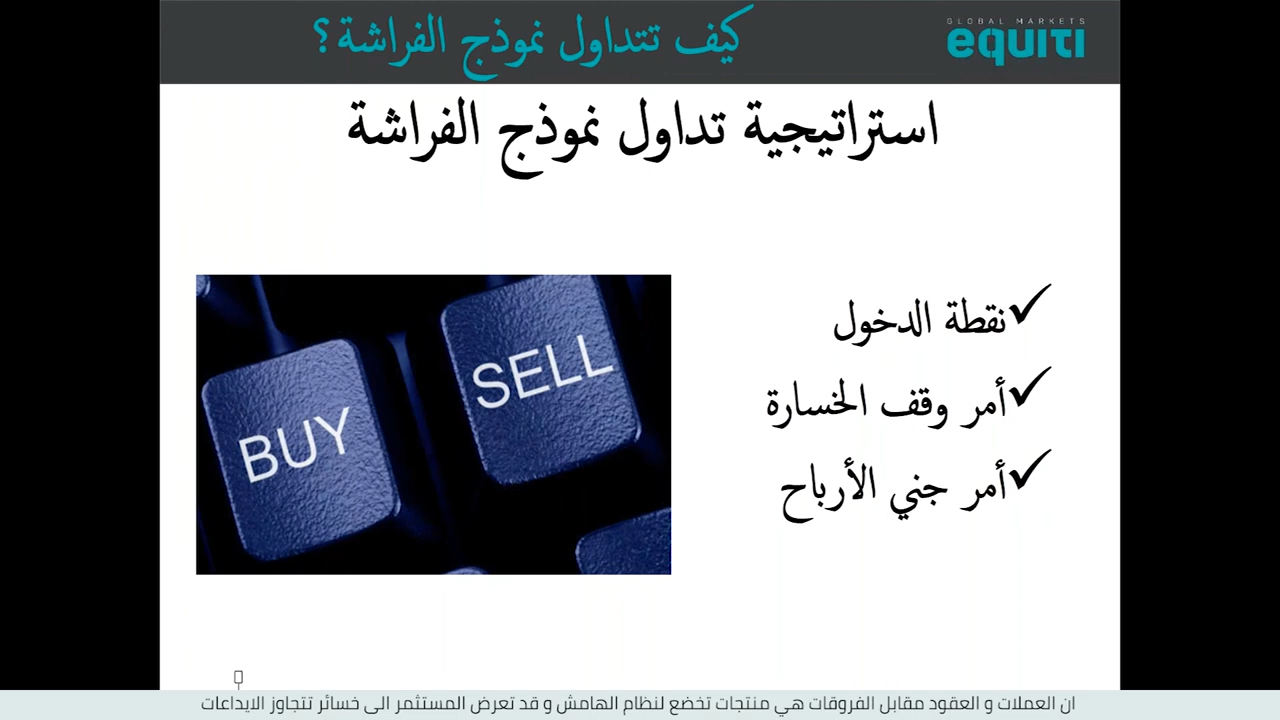 كيف تتداول نموذج الفراشة؟
GLOBAL MARKETS
equiti
استراتيجية تداول نموذج الفراشة
نقطة الدخول
أمر وقف الخسارة
أمر جني الأرباح
BUY
SELL
ان العملات و العقود مقابل الفروقات هي منتجات تخضع لنظام الهامش و قد تعرض المستثمر الى خسائر تتجاوز الايداعات